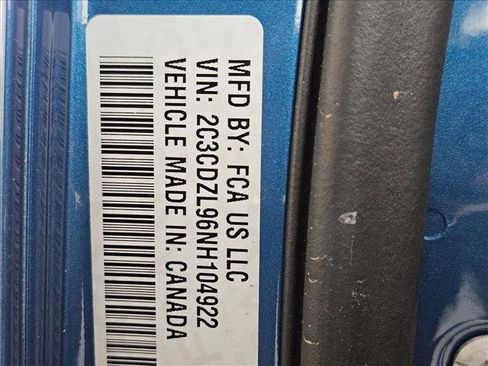 MFD BY: FCA US LLC
VIN: 2C3CDZL96NH104922
VEHICLE MADE IN: CANADA